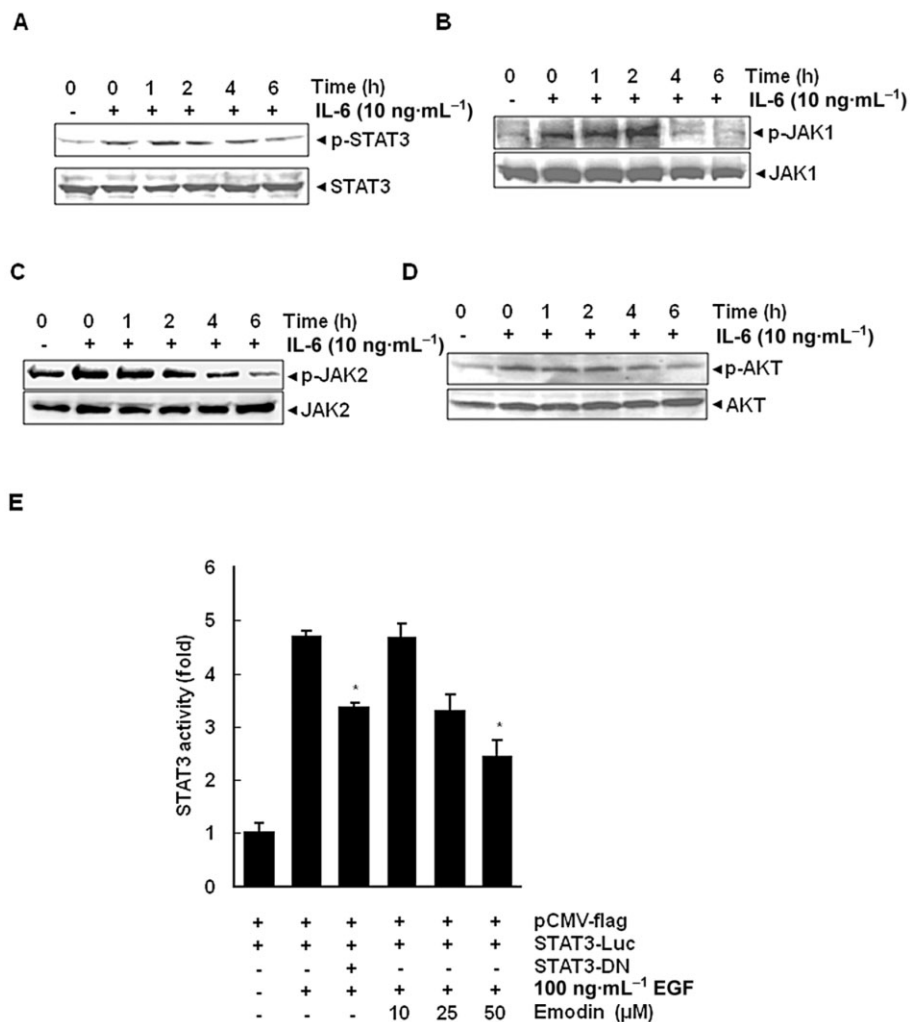 A
0 0 1 2 4 6 Time (h)
- + + + + + IL-6 (10 ng·mL⁻¹)
◄p-STAT3
◄STAT3
B
0 0 1 2 4 6 Time (h)
- + + + + + IL-6 (10 ng·mL⁻¹)
◄p-JAK1
◄JAK1
C
0 0 1 2 4 6 Time (h)
- + + + + + IL-6 (10 ng·mL⁻¹)
◄p-JAK2
◄JAK2
D
0 0 1 2 4 6 Time (h)
- + + + + + IL-6 (10 ng·mL⁻¹)
◄p-AKT
◄AKT
E
STAT3 activity (fold)
6
5
4
3
2
1
0
*
*
+ + + + + + pCMV-flag
+ + + + + + STAT3-Luc
- - + - - - STAT3-DN
- + + + + + 100 ng·mL⁻¹ EGF
- - - 10 25 50 Emodin (µM)